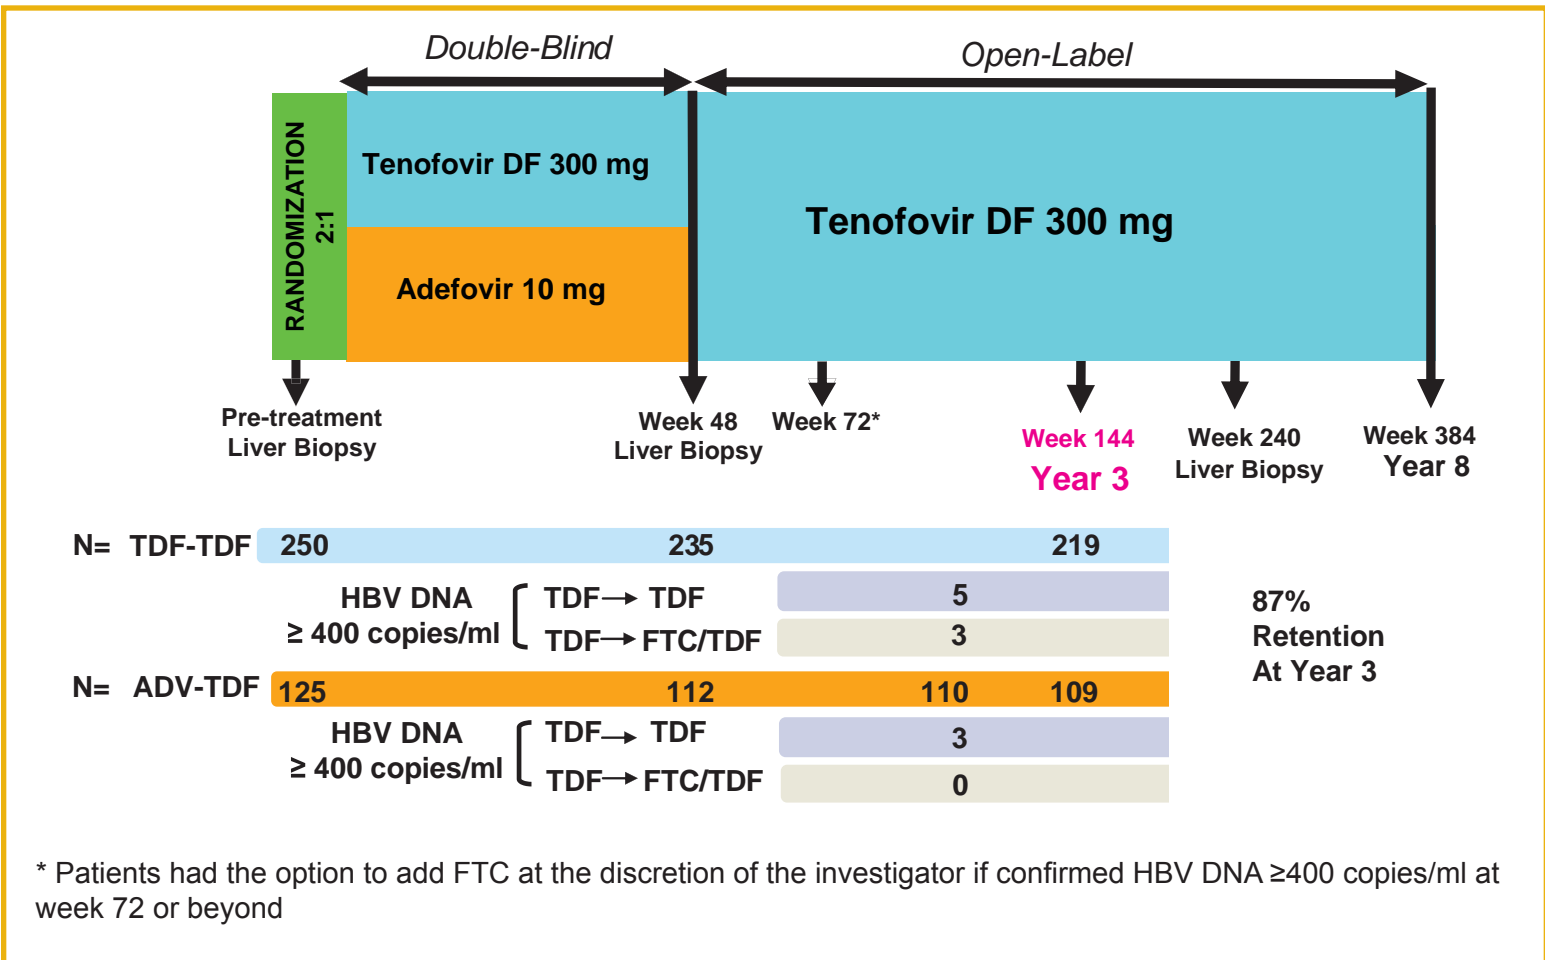 Double-Blind
Open-Label
RANDOMIZATION
2:1
Tenofovir DF 300 mg
Adefovir 10 mg
Tenofovir DF 300 mg
Pre-treatment
Liver Biopsy
Week 48
Liver Biopsy
Week 72*
Week 144
Year 3
Week 240
Liver Biopsy
Week 384
Year 8
N= TDF-TDF 250 235 219
HBV DNA
≥ 400 copies/ml
TDF→ TDF 5
TDF→ FTC/TDF 3
87%
Retention
At Year 3
N= ADV-TDF 125 112 110 109
HBV DNA
≥ 400 copies/ml
TDF→ TDF 3
TDF→ FTC/TDF 0
* Patients had the option to add FTC at the discretion of the investigator if confirmed HBV DNA ≥400 copies/ml at
week 72 or beyond